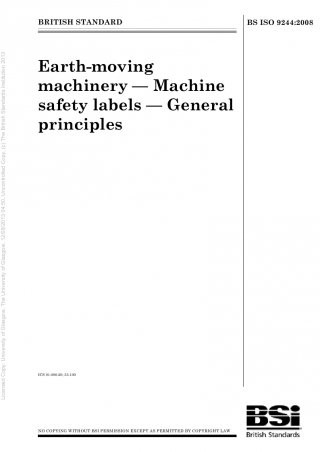 BRITISH STANDARD
BS ISO 9244:2008
Earth-moving
machinery — Machine
safety labels — General
principles
NO COPYING WITHOUT BSI PERMISSION EXCEPT AS PERMITTED BY COPYRIGHT LAW
BSi
British Standards